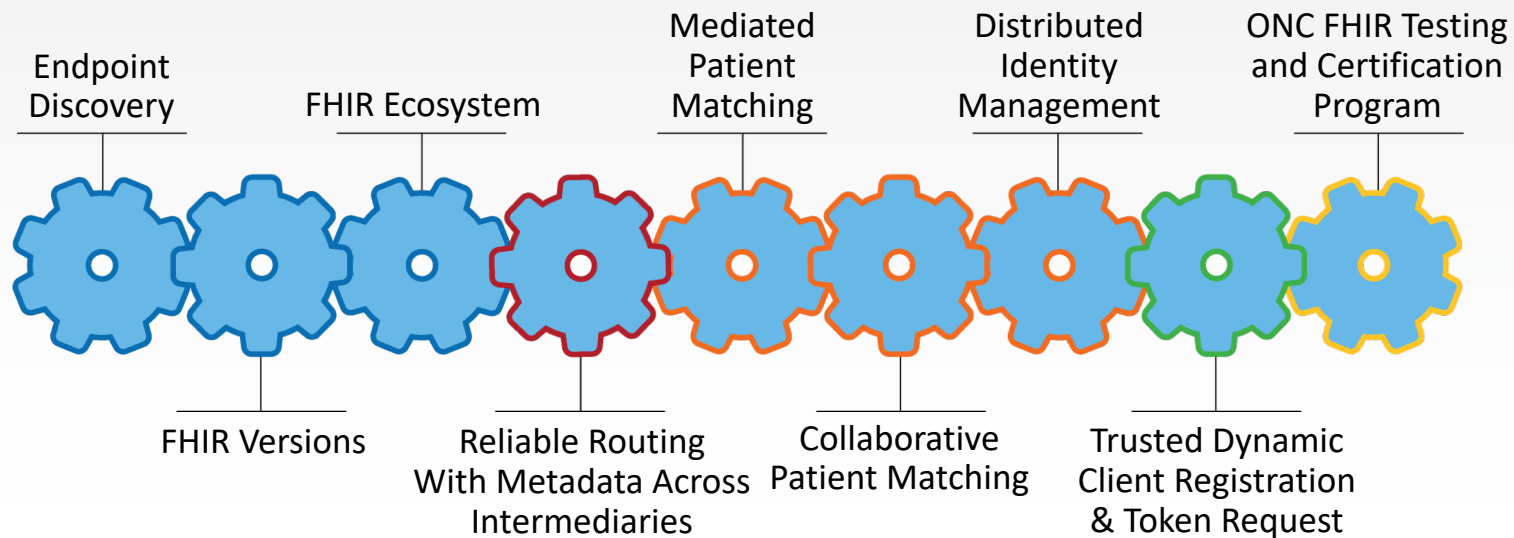 Endpoint
Discovery
FHIR Versions
FHIR Ecosystem
Reliable Routing
With Metadata Across
Intermediaries
Mediated
Patient
Matching
Collaborative
Patient Matching
Distributed
Identity
Management
Trusted Dynamic
Client Registration
& Token Request
ONC FHIR Testing
and Certification
Program